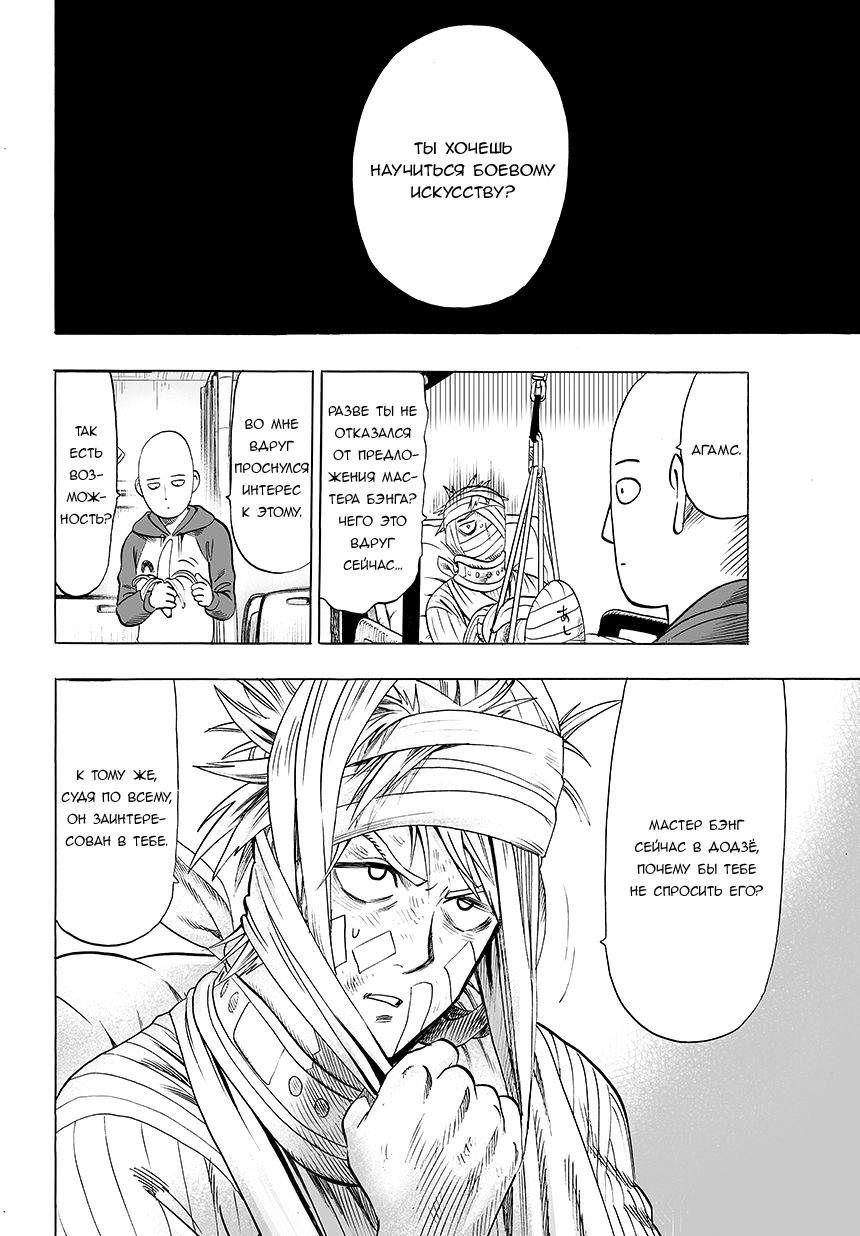 ТЫ ХОЧЕШЬ
НАУЧИТЬСЯ БОЕВОМУ
ИСКУССТВУ?
АГАМС.
РАЗВЕ ТЫ НЕ
ОТКАЗАЛСЯ
ОТ ПРЕДЛО-
ЖЕНИЯ МАС-
ТЕРА БЭНГА?
ЧЕГО ЭТО
ВДРУГ
СЕЙЧАС...
ВО МНЕ
ВДРУГ
ПРОСНУЛСЯ
ИНТЕРЕС
К ЭТОМУ.
ТАК
ЕСТЬ
ВОЗ-
МОЖ-
НОСТЬ?
МАСТЕР БЭНГ
СЕЙЧАС В ДОДЗЁ,
ПОЧЕМУ БЫ ТЕБЕ
НЕ СПРОСИТЬ ЕГО?
К ТОМУ ЖЕ,
СУДЯ ПО ВСЕМУ,
ОН ЗАИНТЕРЕ-
СОВАН В ТЕБЕ.